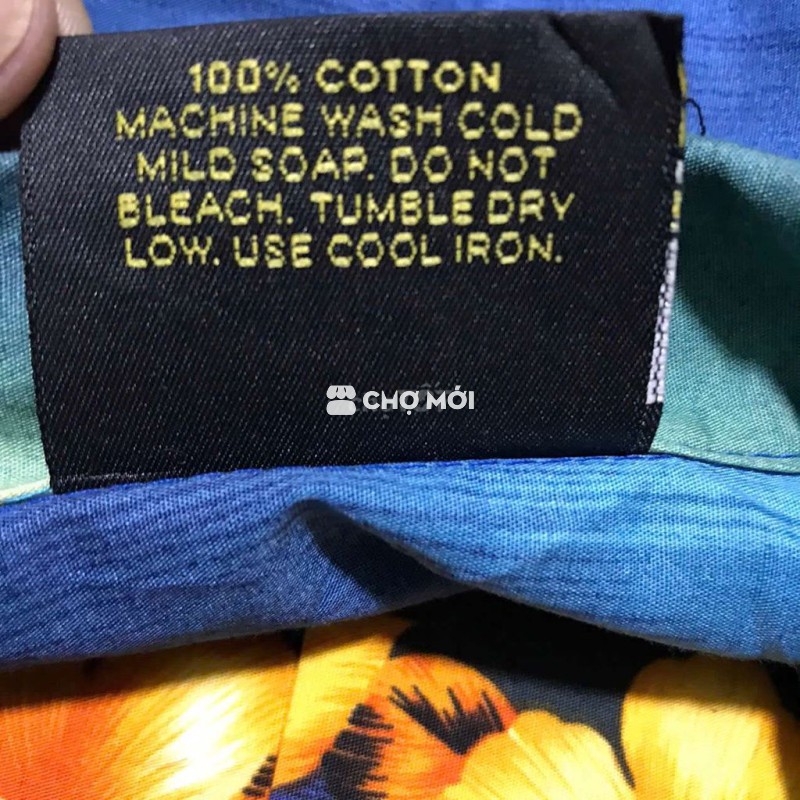 100% COTTON
MACHINE WASH COLD
MILD SOAP. DO NOT
BLEACH. TUMBLE DRY
LOW. USE COOL IRON.
CHỢ MỚI